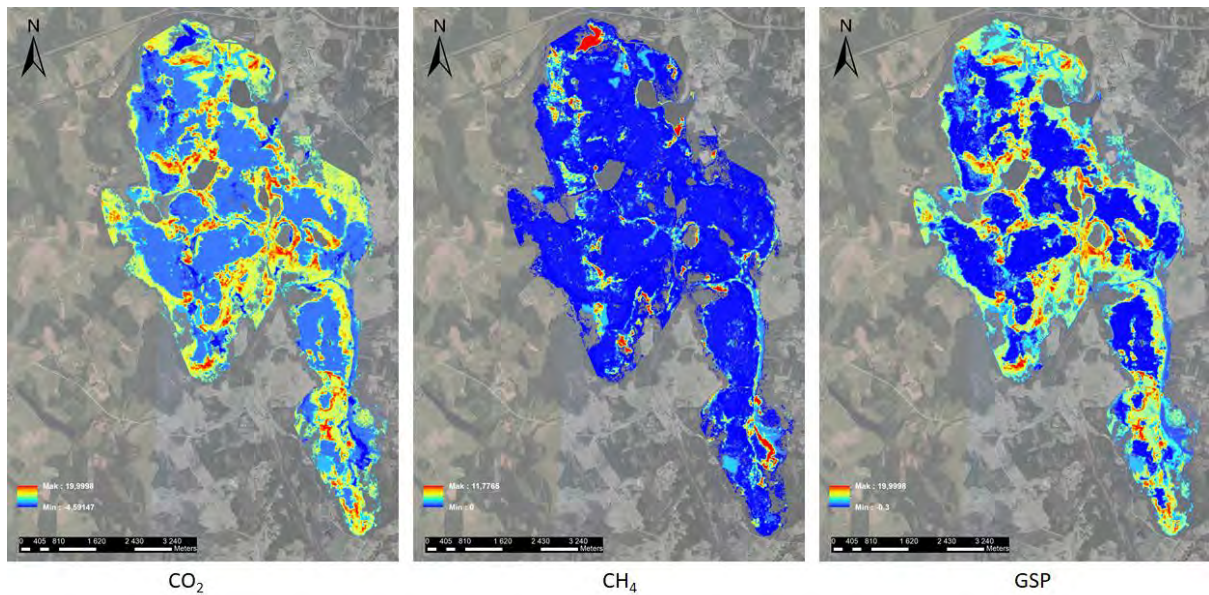 N
N
N
Mak : 19,9998
Min : -4,59147
0 405 810 1 620 2 430 3 240
Meters
Mak : 11,7765
Min : 0
0 405 810 1 620 2 430 3 240
Meters
Mak : 19,9998
Min : -0,3
0 405 810 1 620 2 430 3 240
Meters
CO₂
CH₄
GSP